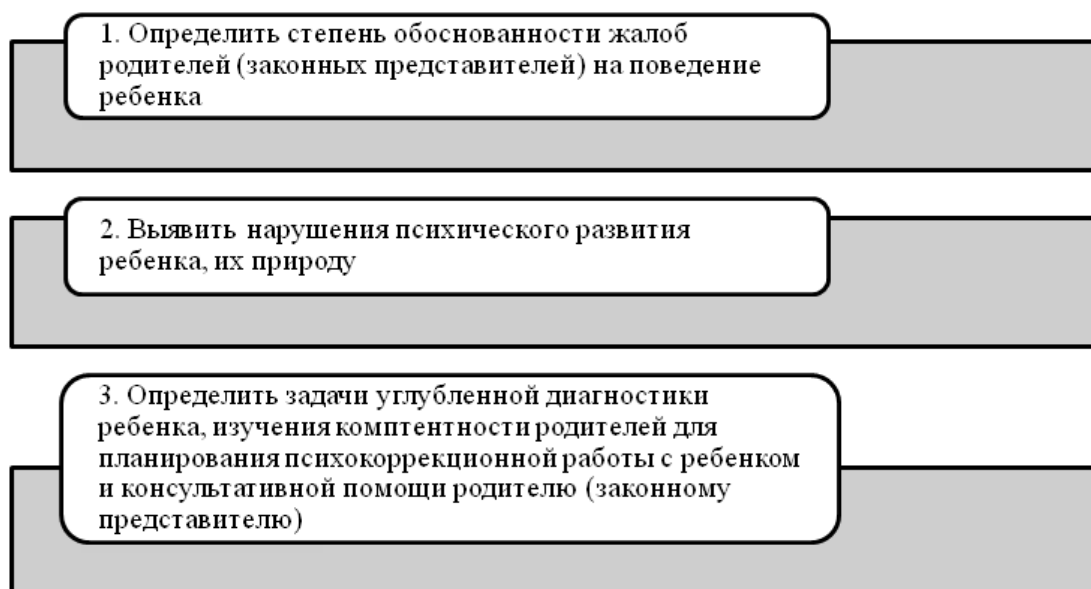 1. Определить степень обоснованности жалоб
родителей (законных представителей) на поведение
ребенка
2. Выявить нарушения психического развития
ребенка, их природу
3. Определить задачи углубленной диагностики
ребенка, изучения комптентности родителей для
планирования психокоррекционной работы с ребенком
и консультативной помощи родителю (законному
представителю)